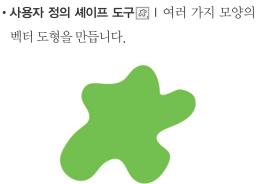 • 사용자 정의 셰이프 도구 | 여러 가지 모양의
벡터 도형을 만듭니다.